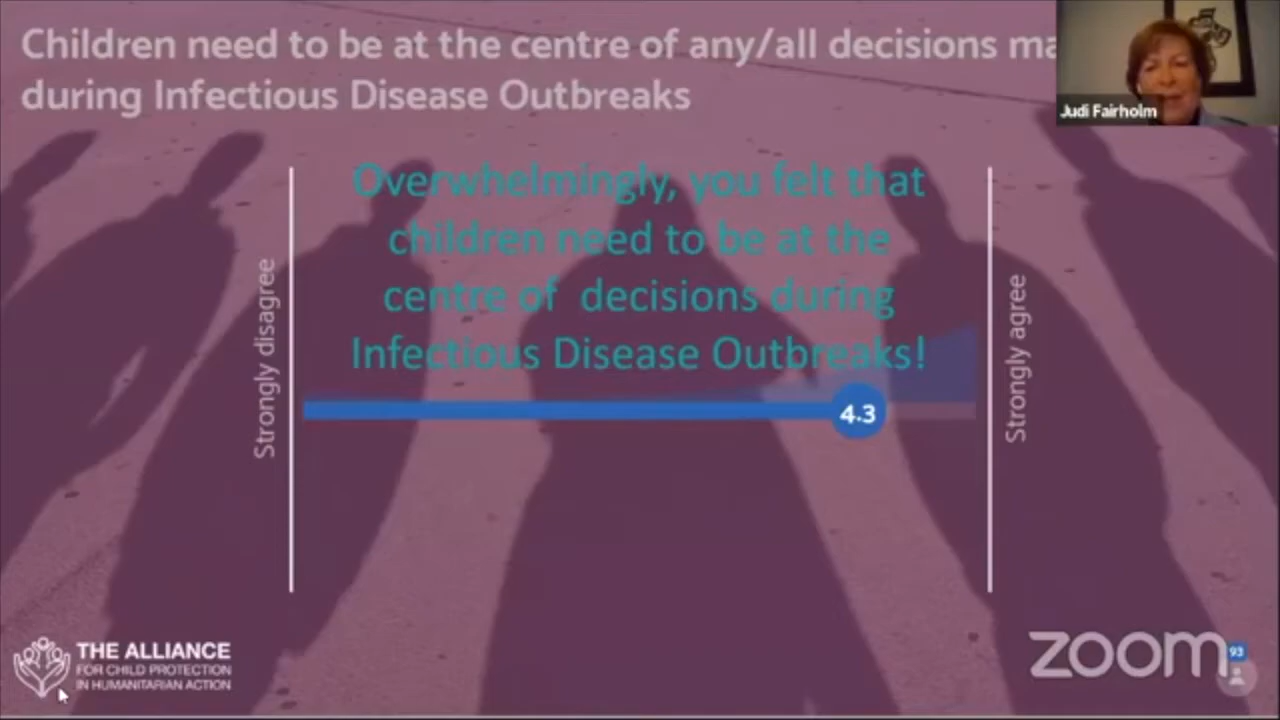 Children need to be at the centre of any/all decisions ma
during Infectious Disease Outbreaks
Judi Fairholm
Overwhelmingly, you felt that
children need to be at the
centre of decisions during
Infectious Disease Outbreaks!
Strongly disagree
Strongly agree
4.3
THE ALLIANCE
FOR CHILD PROTECTION
IN HUMANITARIAN ACTION
zoom
93